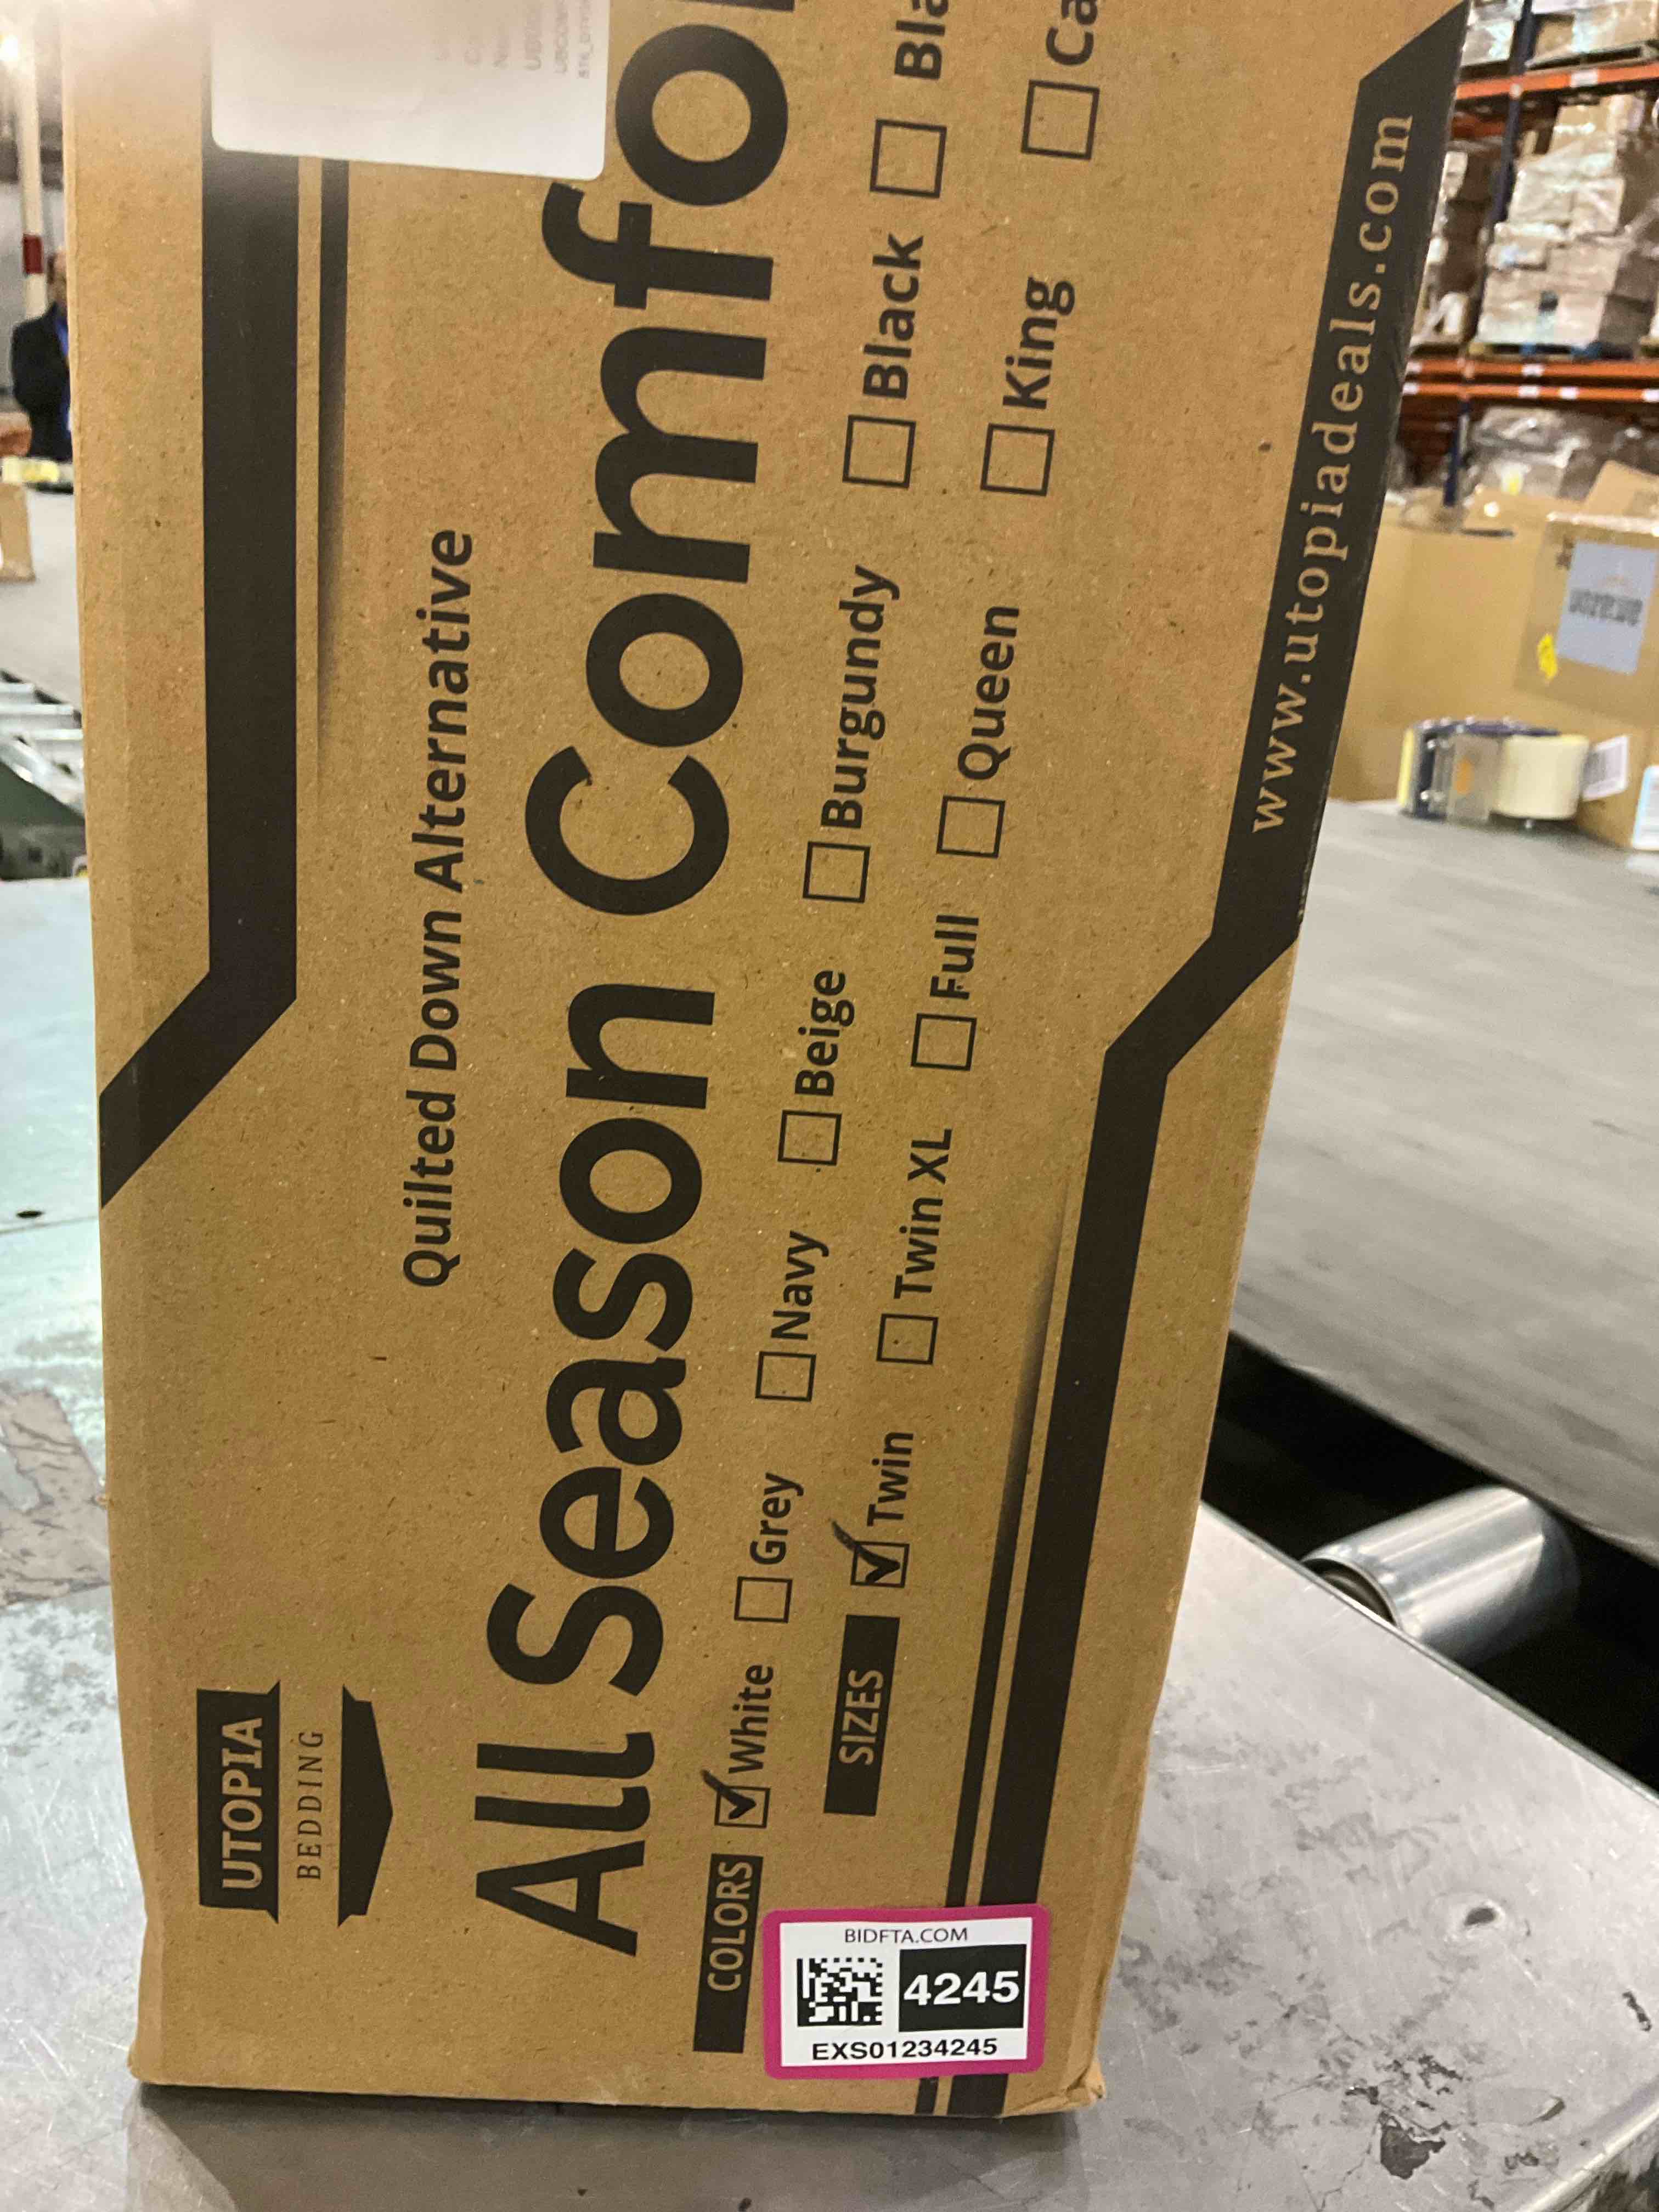 UTOPIA
BEDDING
Quilted Down Alternative
All Season Comfo
COLORS White Grey Navy Beige Burgundy Black Bla
SIZES Twin Twin XL Full Queen King Ca
www.utopiadeals.com
BIDFTA.COM
4245
EXS01234245